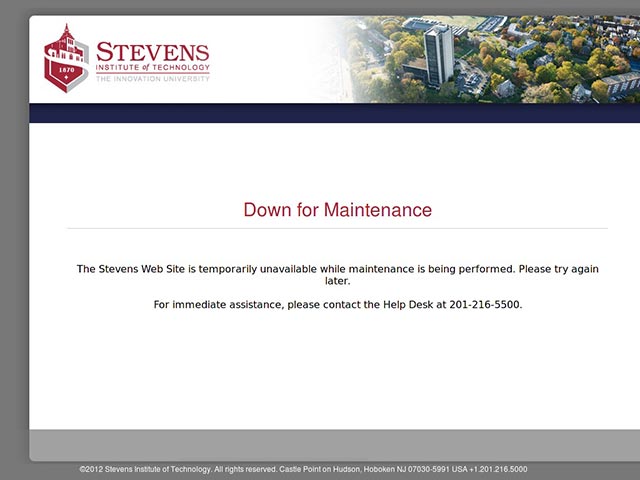 STEVENS
INSTITUTE of TECHNOLOGY
THE INNOVATION UNIVERSITY
1870
Down for Maintenance
The Stevens Web Site is temporarily unavailable while maintenance is being performed. Please try again
later.
For immediate assistance, please contact the Help Desk at 201-216-5500.
©2012 Stevens Institute of Technology. All rights reserved. Castle Point on Hudson, Hoboken NJ 07030-5991 USA +1.201.216.5000